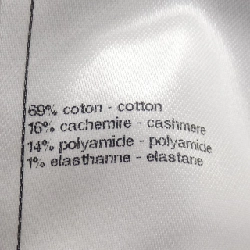 69% coton - cotton
16% cachemire - cashmere
14% polyamide - polyamide
1% elasthanne - elastane